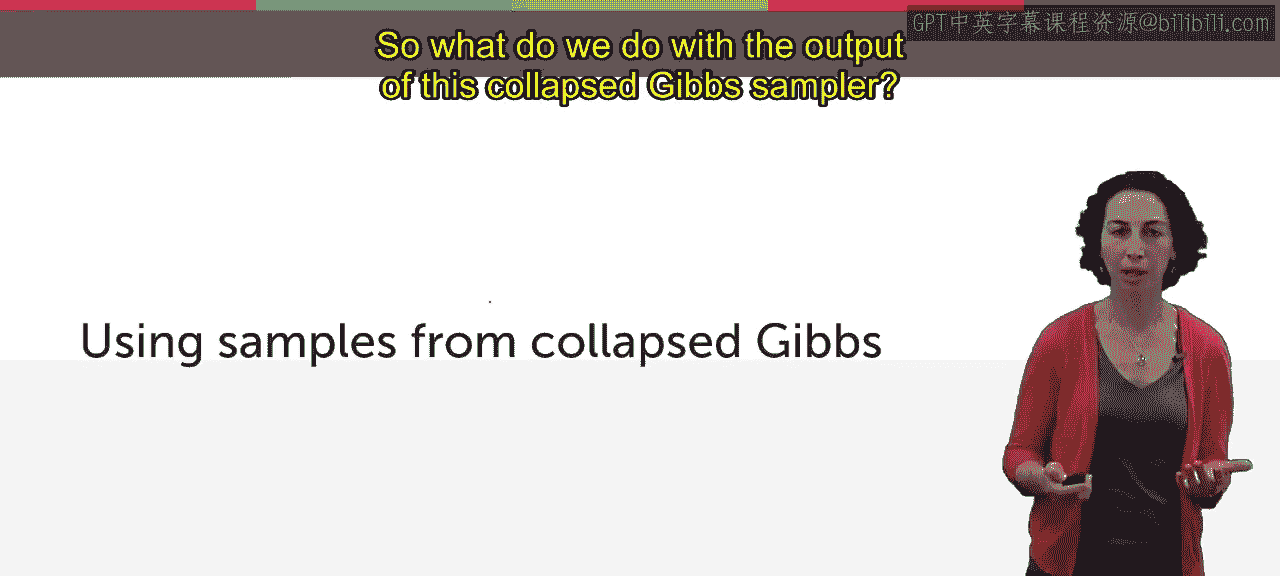 GPT中英字幕课程资源@bilibili.com
So what do we do with the output
of this collapsed Gibbs sampler?
Using samples from collapsed Gibbs